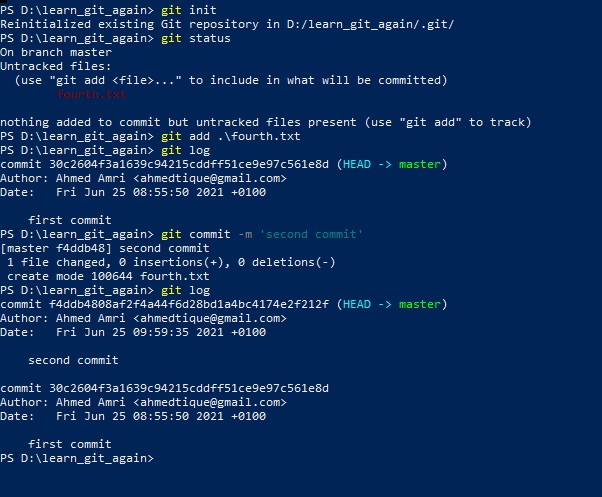 PS D:\learn_git_again> git init
Reinitialized existing Git repository in D:/learn_git_again/.git/
PS D:\learn_git_again> git status
On branch master
Untracked files:
  (use "git add <file>..." to include in what will be committed)
        fourth.txt

nothing added to commit but untracked files present (use "git add" to track)
PS D:\learn_git_again> git add .\fourth.txt
PS D:\learn_git_again> git log
commit 30c2604f3a1639c94215cddff51ce9e97c561e8d (HEAD -> master)
Author: Ahmed Amri <ahmedtique@gmail.com>
Date:   Fri Jun 25 08:55:50 2021 +0100

    first commit
PS D:\learn_git_again> git commit -m 'second commit'
[master f4ddb48] second commit
 1 file changed, 0 insertions(+), 0 deletions(-)
 create mode 100644 fourth.txt
PS D:\learn_git_again> git log
commit f4ddb4808af2f4a44f6d28bd1a4bc4174e2f212f (HEAD -> master)
Author: Ahmed Amri <ahmedtique@gmail.com>
Date:   Fri Jun 25 09:59:35 2021 +0100

    second commit

commit 30c2604f3a1639c94215cddff51ce9e97c561e8d
Author: Ahmed Amri <ahmedtique@gmail.com>
Date:   Fri Jun 25 08:55:50 2021 +0100

    first commit
PS D:\learn_git_again>